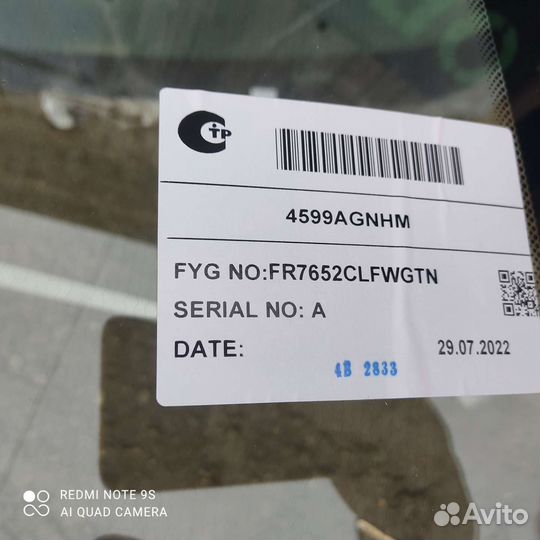 СТР
4599AGNHM
FYG NO:FR7652CLFWGTN
SERIAL NO: A
DATE: 29.07.2022
4B 2833
REDMI NOTE 9S
AI QUAD CAMERA
Avito